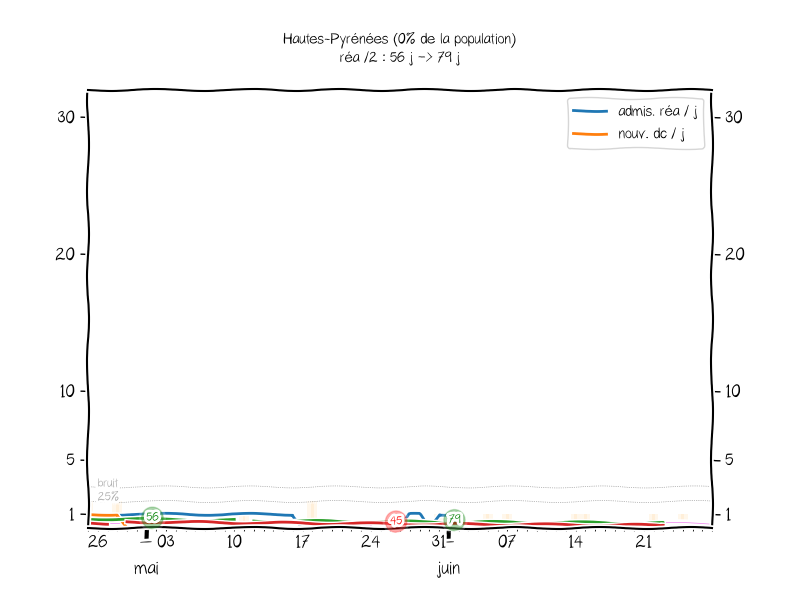 Hautes-Pyrénées (0% de la population)
réa /2 : 56 j -> 79 j
admis. réa / j
nouv. dc / j
30 30
20 20
10 10
5 5
bruit
25%
1 1
56 45 79
26 03 10 17 24 31 07 14 21
mai juin